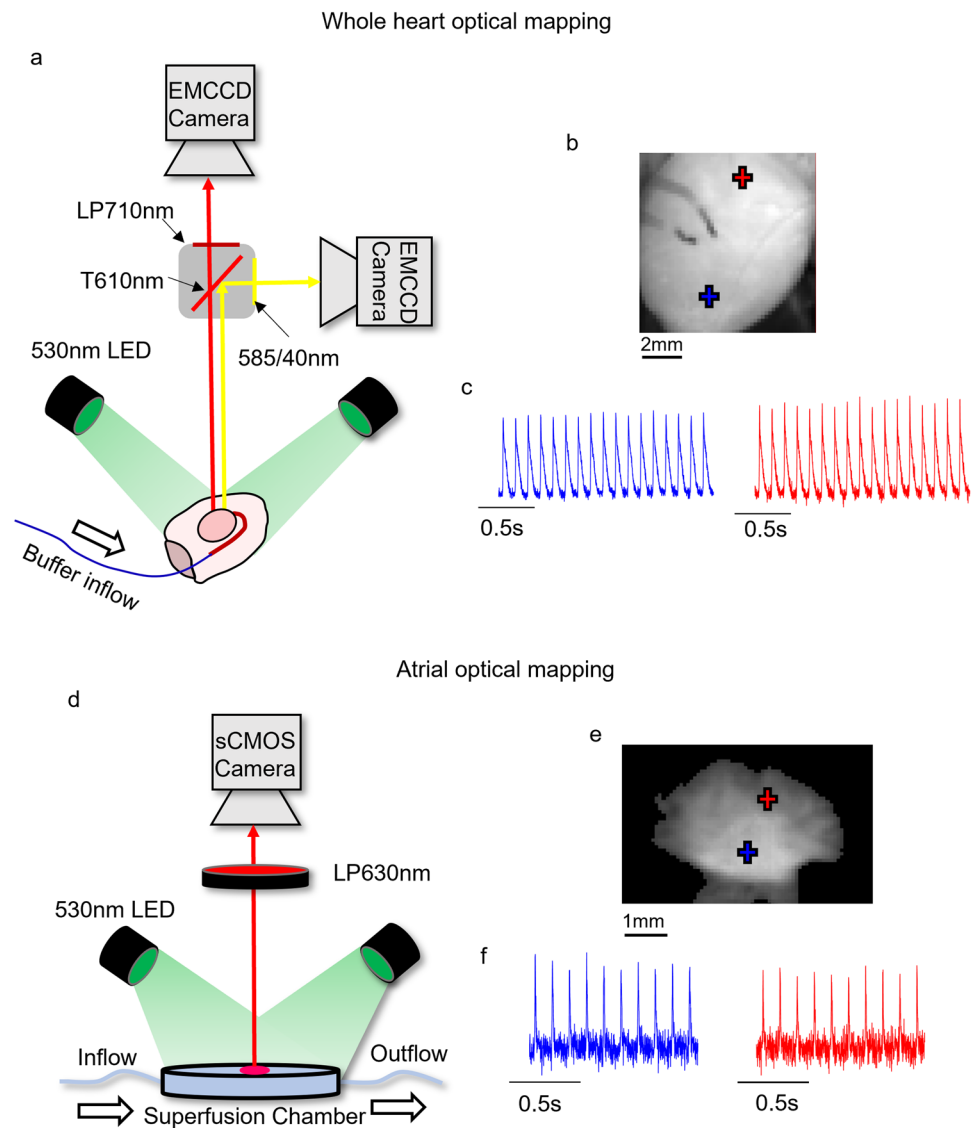 Whole heart optical mapping
a
EMCCD
Camera
LP710nm
T610nm
EMCCD
Camera
585/40nm
530nm LED
Buffer inflow
b
2mm
c
0.5s
0.5s
Atrial optical mapping
d
sCMOS
Camera
LP630nm
530nm LED
Inflow
Outflow
Superfusion Chamber
e
1mm
f
0.5s
0.5s